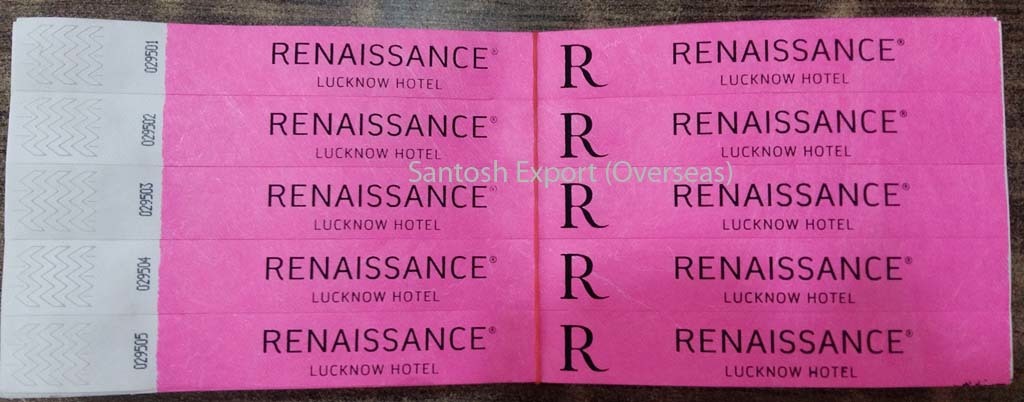 029501 RENAISSANCE® R RENAISSANCE®
LUCKNOW HOTEL LUCKNOW HOTEL
029502 RENAISSANCE® R RENAISSANCE®
LUCKNOW HOTEL LUCKNOW HOTEL
Santosh Export (Overseas)
029503 RENAISSANCE® R RENAISSANCE®
LUCKNOW HOTEL LUCKNOW HOTEL
029504 RENAISSANCE® R RENAISSANCE®
LUCKNOW HOTEL LUCKNOW HOTEL
029505 RENAISSANCE® R RENAISSANCE®
LUCKNOW HOTEL LUCKNOW HOTEL